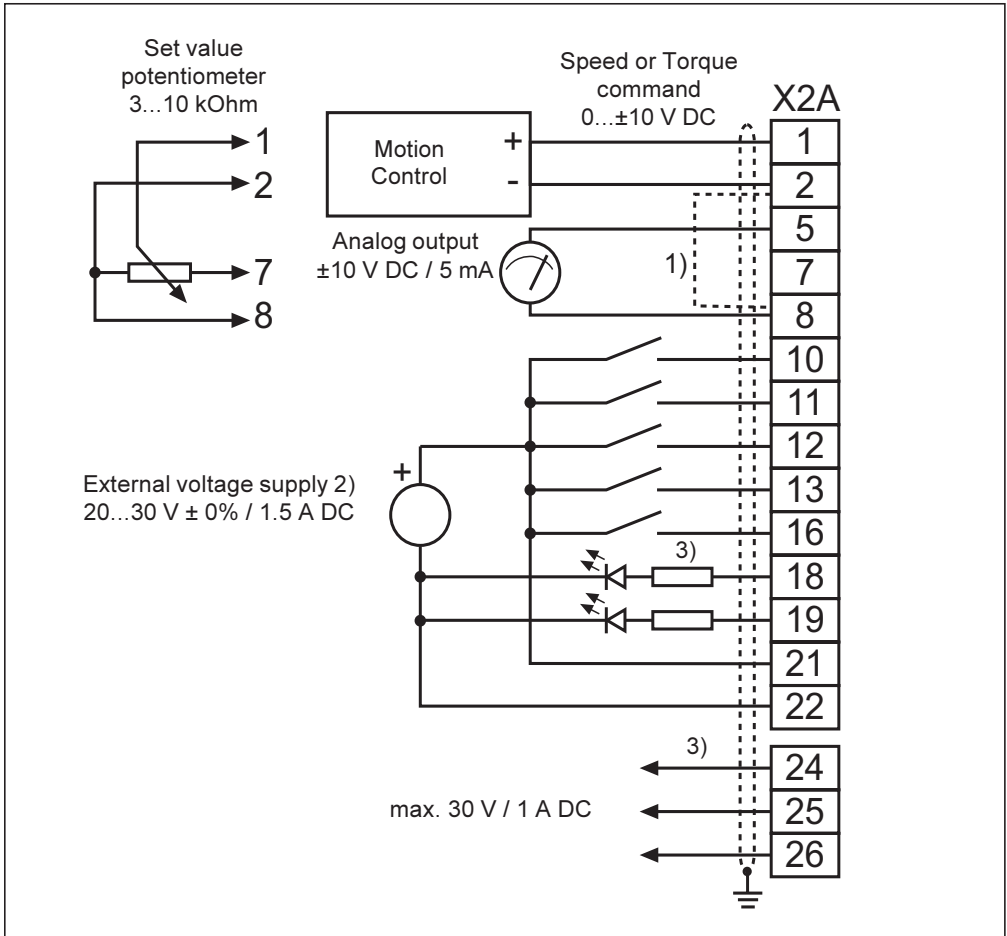 Set value
potentiometer
3...10 kOhm
1
2
7
8
Motion
Control
+
-
Speed or Torque
command
0...±10 V DC
X2A
1
2
5
7
8
10
11
12
13
16
18
19
21
22
24
25
26
Analog output
±10 V DC / 5 mA
1)
+
External voltage supply 2)
20...30 V ± 0% / 1.5 A DC
3)
3)
max. 30 V / 1 A DC